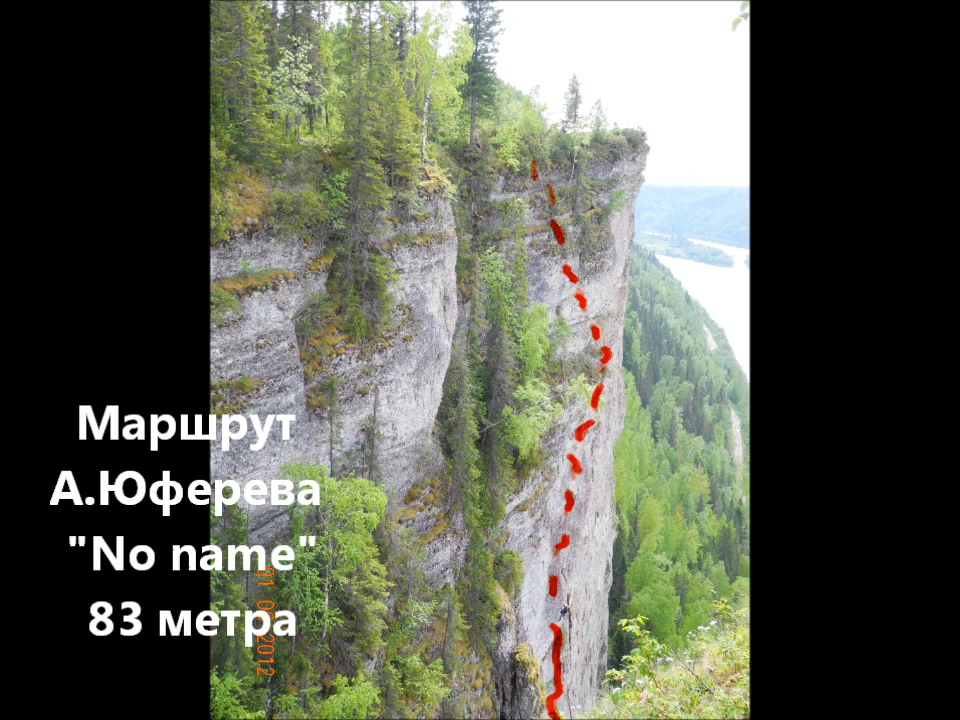 Маршрут
А.Юферева
"No name"
83 метра